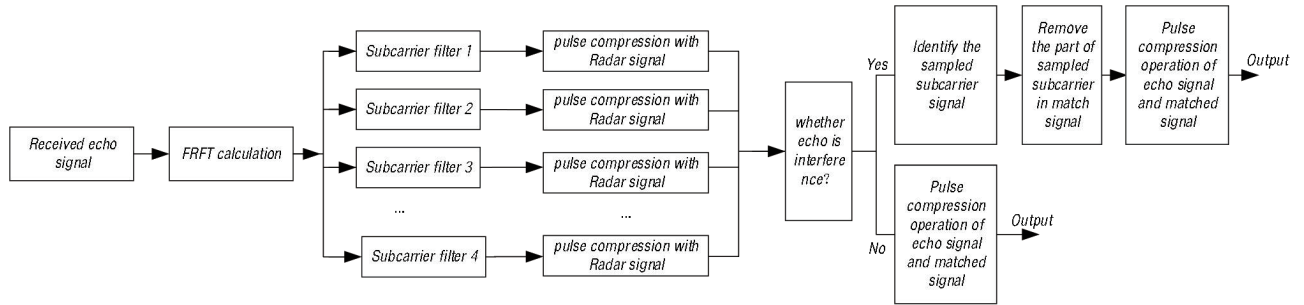 Received echo
signal
FRFT calculation
Subcarrier filter 1
Subcarrier filter 2
Subcarrier filter 3
...
Subcarrier filter 4
pulse compression with
Radar signal
pulse compression with
Radar signal
pulse compression with
Radar signal
...
pulse compression with
Radar signal
whether
echo is
interfere
nce?
Yes
Identify the
sampled
subcarrier
signal
Remove
the part of
sampled
subcarrier
in match
signal
Pulse
compression
operation of
echo signal
and matched
signal
Output
No
Pulse
compression
operation of
echo signal
and matched
signal
Output